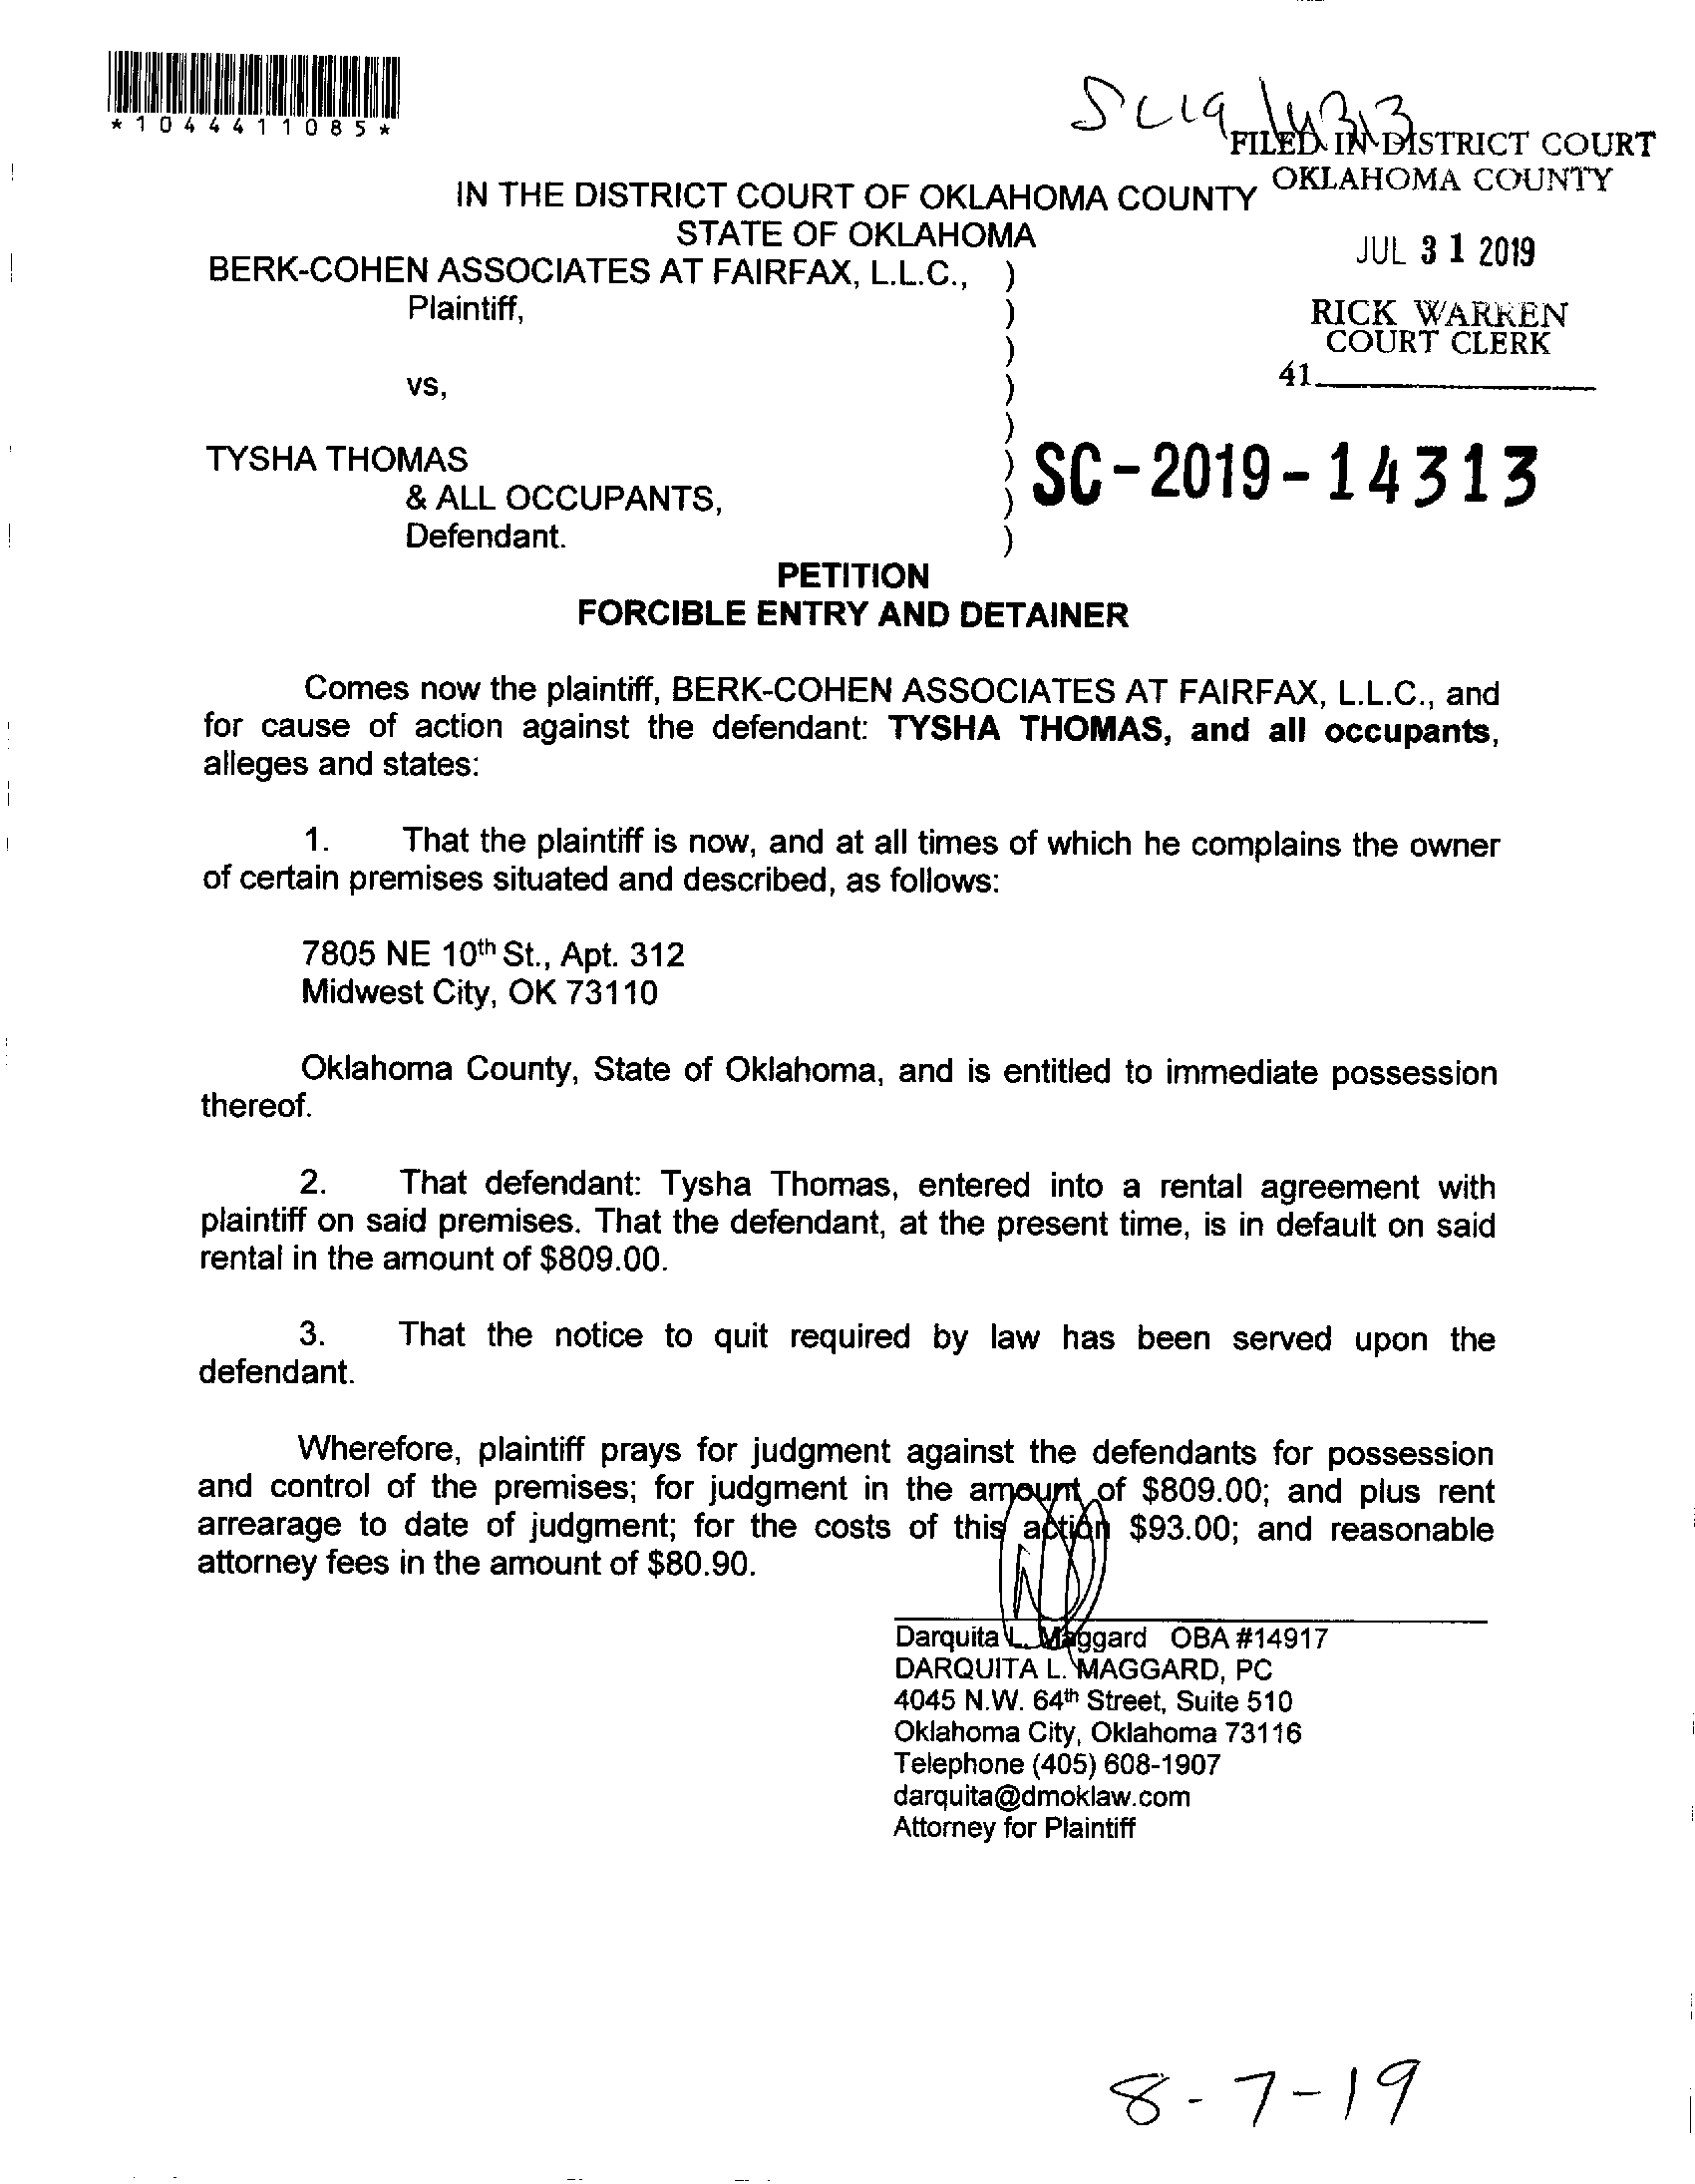 *1044411085*
SC19 14313
FILED IN DISTRICT COURT
OKLAHOMA COUNTY
IN THE DISTRICT COURT OF OKLAHOMA COUNTY
STATE OF OKLAHOMA
JUL 31 2019
BERK-COHEN ASSOCIATES AT FAIRFAX, L.L.C., )
Plaintiff, )
RICK WARREN
COURT CLERK
)
41
vs, )
)
TYSHA THOMAS )
SC-2019-14313
& ALL OCCUPANTS, )
Defendant. )
PETITION
FORCIBLE ENTRY AND DETAINER
Comes now the plaintiff, BERK-COHEN ASSOCIATES AT FAIRFAX, L.L.C., and
for cause of action against the defendant: TYSHA THOMAS, and all occupants,
alleges and states:
1. That the plaintiff is now, and at all times of which he complains the owner
of certain premises situated and described, as follows:
7805 NE 10th St., Apt. 312
Midwest City, OK 73110
Oklahoma County, State of Oklahoma, and is entitled to immediate possession
thereof.
2. That defendant: Tysha Thomas, entered into a rental agreement with
plaintiff on said premises. That the defendant, at the present time, is in default on said
rental in the amount of $809.00.
3. That the notice to quit required by law has been served upon the
defendant.
Wherefore, plaintiff prays for judgment against the defendants for possession
and control of the premises; for judgment in the amount of $809.00; and plus rent
arrearage to date of judgment; for the costs of this action $93.00; and reasonable
attorney fees in the amount of $80.90.
Darquita L. Maggard OBA #14917
DARQUITA L. MAGGARD, PC
4045 N.W. 64th Street, Suite 510
Oklahoma City, Oklahoma 73116
Telephone (405) 608-1907
darquita@dmoklaw.com
Attorney for Plaintiff
8-7-19